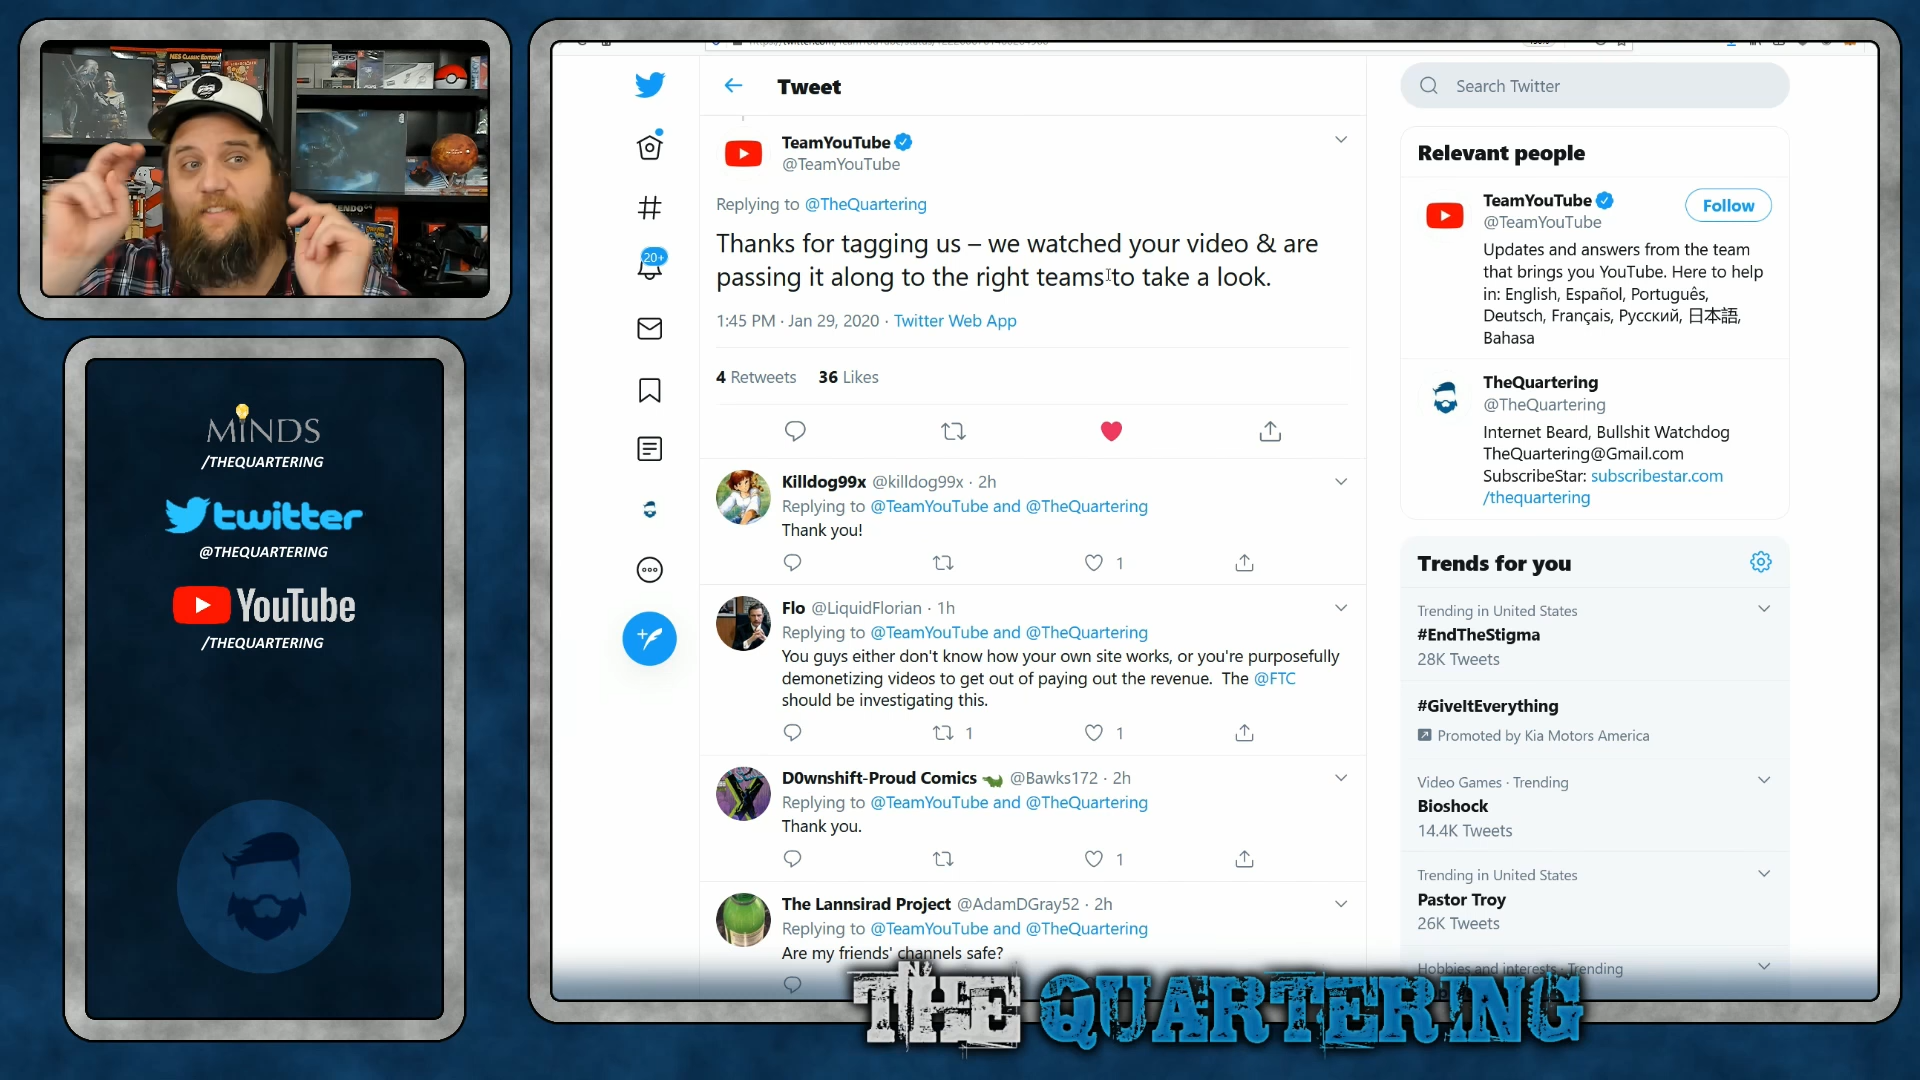 NES CLASSIC EDITION
MINDS
/THEQUARTERING
twitter
@THEQUARTERING
YouTube
/THEQUARTERING
Tweet
TeamYouTube
@TeamYouTube
Replying to @TheQuartering
Thanks for tagging us – we watched your video & are
passing it along to the right teams to take a look.
1:45 PM · Jan 29, 2020 · Twitter Web App
4 Retweets 36 Likes
20+
Killdog99x @killdog99x · 2h
Replying to @TeamYouTube and @TheQuartering
Thank you!
1
Flo @LiquidFlorian · 1h
Replying to @TeamYouTube and @TheQuartering
You guys either don't know how your own site works, or you're purposefully
demonetizing videos to get out of paying out the revenue. The @FTC
should be investigating this.
1 1
D0wnshift-Proud Comics @Bawks172 · 2h
Replying to @TeamYouTube and @TheQuartering
Thank you.
1
The Lannsirad Project @AdamDGray52 · 2h
Replying to @TeamYouTube and @TheQuartering
Are my friends' channels safe?
Search Twitter
Relevant people
TeamYouTube
@TeamYouTube
Follow
Updates and answers from the team
that brings you YouTube. Here to help
in: English, Español, Português,
Deutsch, Français, Русский, 日本語,
Bahasa
TheQuartering
@TheQuartering
Internet Beard, Bullshit Watchdog
TheQuartering@Gmail.com
SubscribeStar: subscribestar.com
/thequartering
Trends for you
Trending in United States
#EndTheStigma
28K Tweets
#GiveItEverything
Promoted by Kia Motors America
Video Games · Trending
Bioshock
14.4K Tweets
Trending in United States
Pastor Troy
26K Tweets
Hobbies and interests · Trending
THE QUARTERING